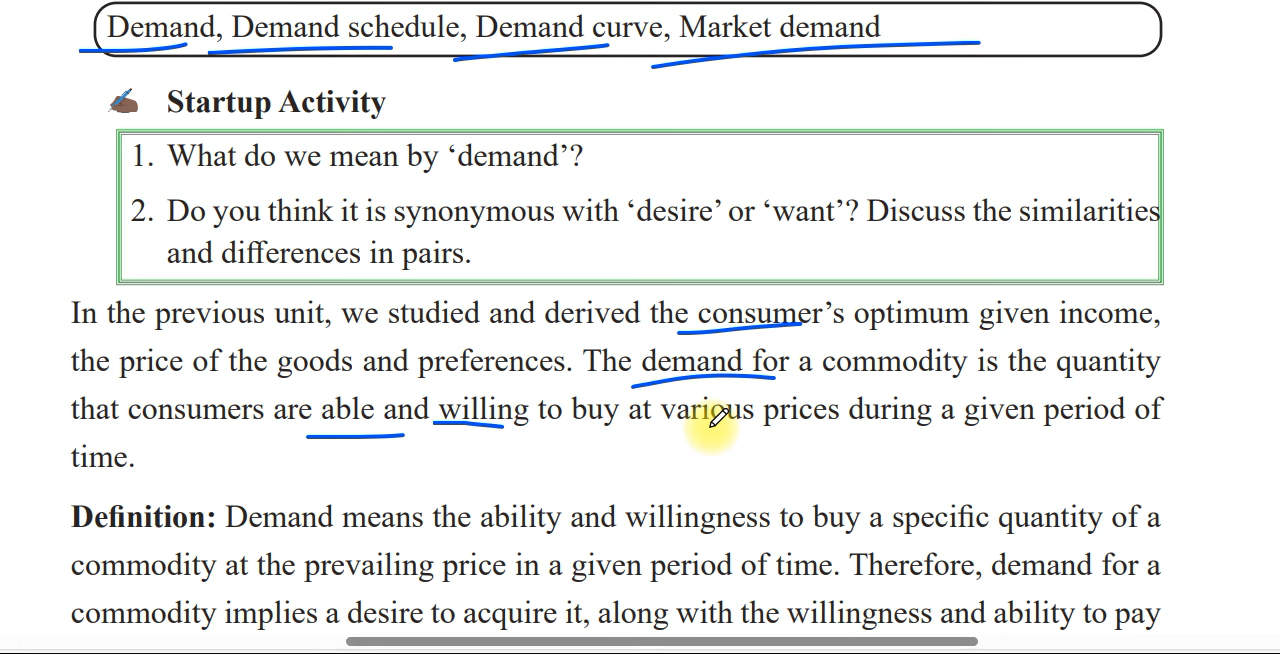 Demand, Demand schedule, Demand curve, Market demand
Startup Activity
1. What do we mean by ‘demand’?
2. Do you think it is synonymous with ‘desire’ or ‘want’? Discuss the similarities
and differences in pairs.
In the previous unit, we studied and derived the consumer’s optimum given income,
the price of the goods and preferences. The demand for a commodity is the quantity
that consumers are able and willing to buy at various prices during a given period of
time.
Definition: Demand means the ability and willingness to buy a specific quantity of a
commodity at the prevailing price in a given period of time. Therefore, demand for a
commodity implies a desire to acquire it, along with the willingness and ability to pay